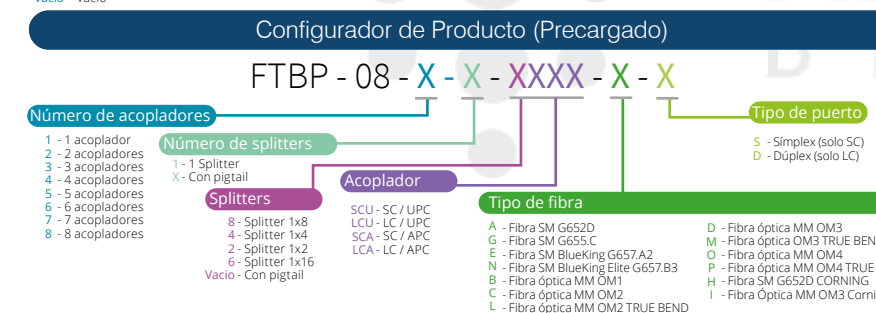 Vacio - Vacio
Configurador de Producto (Precargado)
FTBP - 08 - X - X - XXXX - X - X
Número de acopladores
1 - 1 acoplador
2 - 2 acopladores
3 - 3 acopladores
4 - 4 acopladores
5 - 5 acopladores
6 - 6 acopladores
7 - 7 acopladores
8 - 8 acopladores
Número de splitters
1 - 1 Splitter
X - Con pigtail
Splitters
8 - Splitter 1x8
4 - Splitter 1x4
2 - Splitter 2x2
6 - Splitter 1x16
Vacio - Con pigtail
Acoplador
SCU - SC / UPC
LCU - LC / UPC
SCA - SC / APC
LCA - LC / APC
Tipo de fibra
A - Fibra SM G652D
G - Fibra SM G655.C
E - Fibra SM BlueKing G657.A2
N - Fibra SM BlueKing Elite G657.B3
B - Fibra óptica MM OM1
C - Fibra óptica MM OM2
L - Fibra óptica MM OM2 TRUE BEND
D - Fibra óptica MM OM3
M - Fibra óptica OM3 TRUE BEN
O - Fibra óptica MM OM4
P - Fibra óptica MM OM4 TRUE
H - Fibra SM G652D CORNING
I - Fibra Óptica MM OM3 Corni
Tipo de puerto
S - Símplex (solo SC)
D - Dúplex (solo LC)